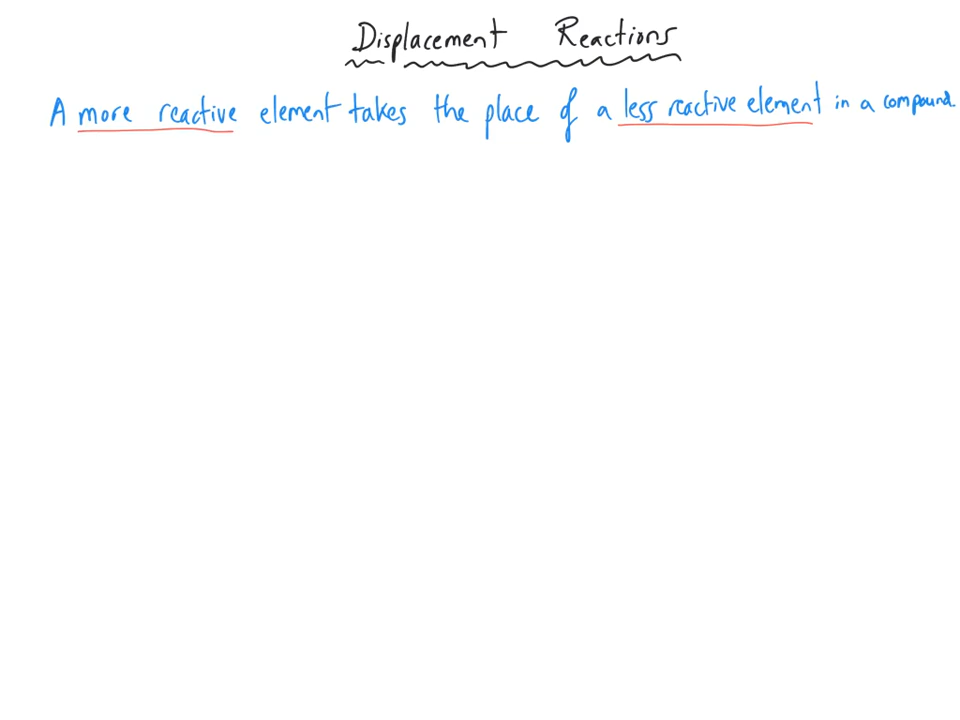 Displacement Reactions
A more reactive element takes the place of a less reactive element in a compound.